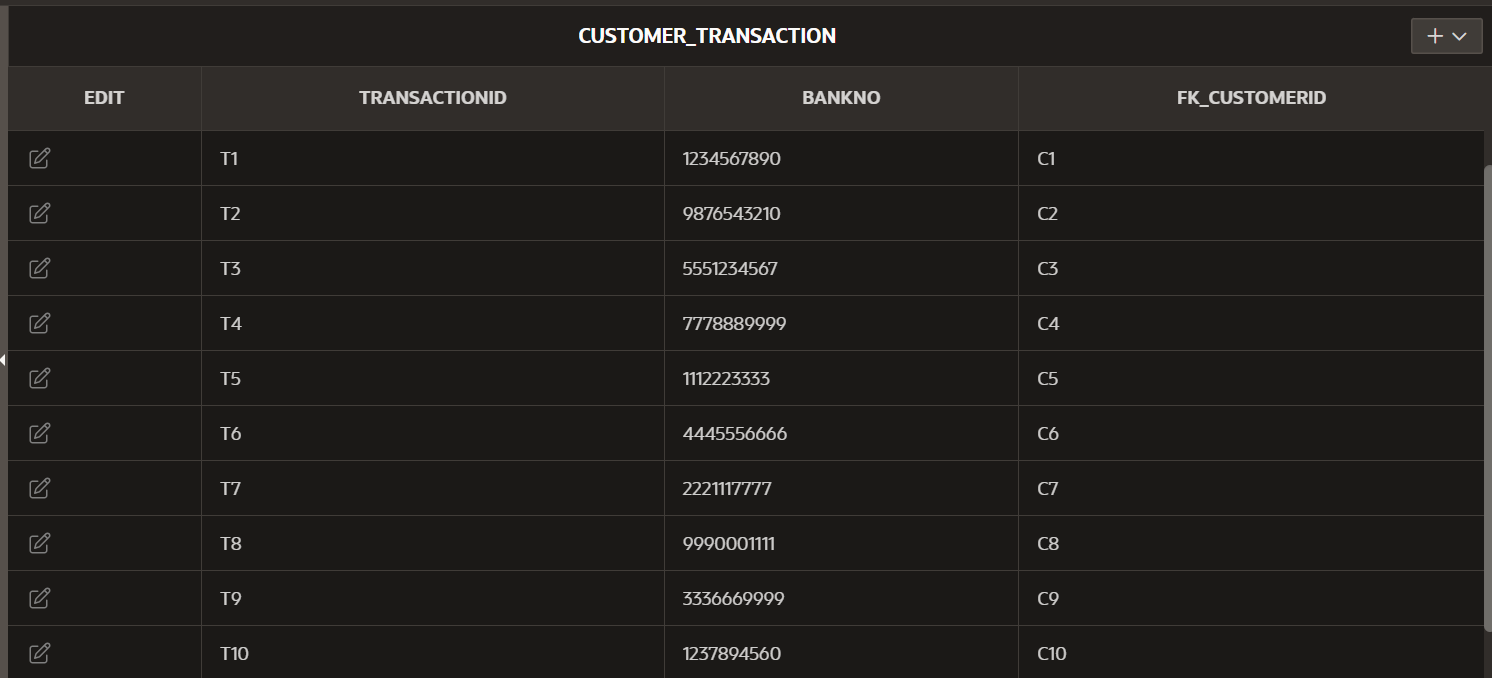 CUSTOMER_TRANSACTION
EDIT TRANSACTIONID BANKNO FK_CUSTOMERID
T1 1234567890 C1
T2 9876543210 C2
T3 5551234567 C3
T4 7778889999 C4
T5 1112223333 C5
T6 4445556666 C6
T7 2221117777 C7
T8 9990001111 C8
T9 3336669999 C9
T10 1237894560 C10